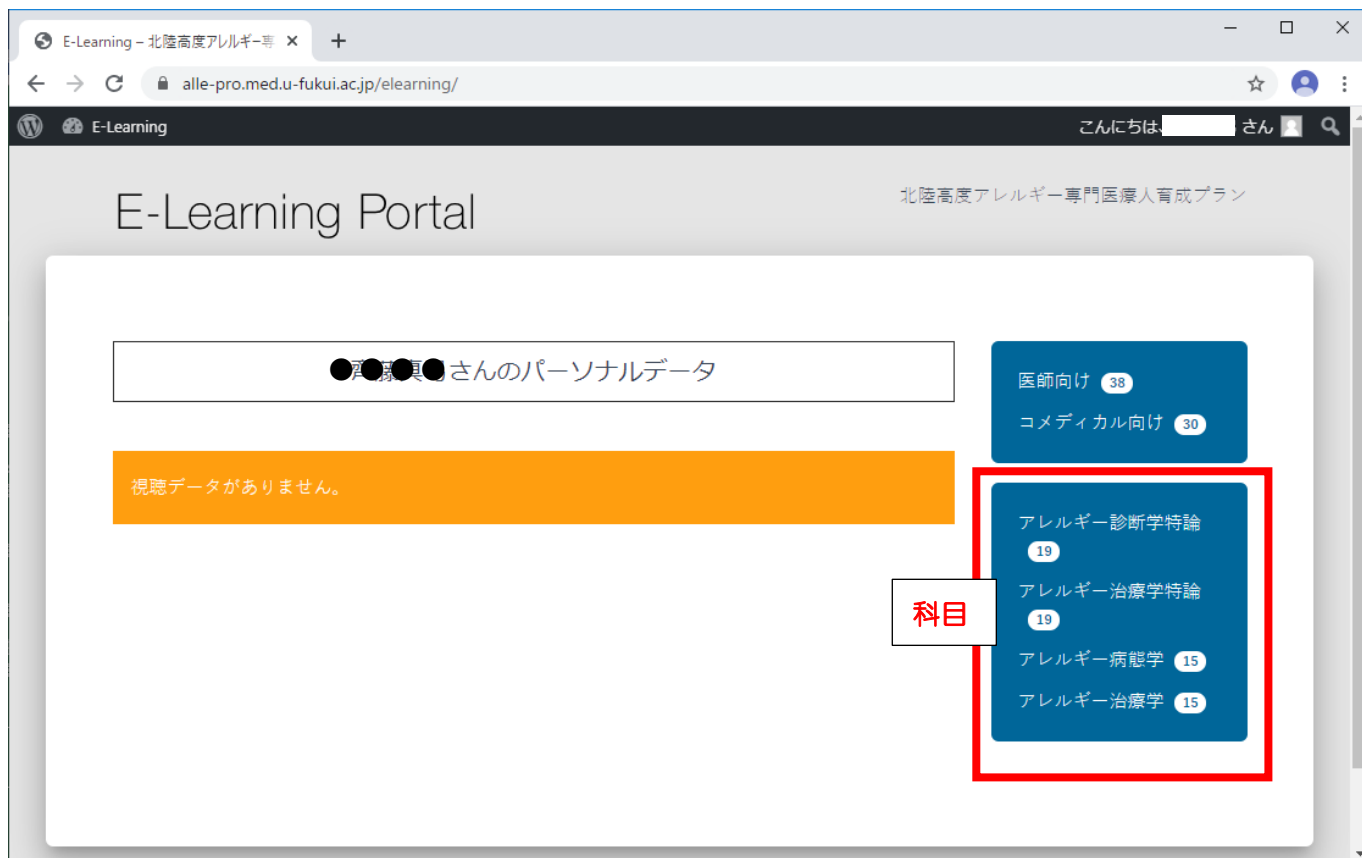 E-Learning – 北陸高度アレルギー専
alle-pro.med.u-fukui.ac.jp/elearning/
E-Learning
こんにちは、 さん
E-Learning Portal
北陸高度アレルギー専門医療人育成プラン
さんのパーソナルデータ
視聴データがありません。
医師向け 38
コメディカル向け 30
科目
アレルギー診断学特論
19
アレルギー治療学特論
19
アレルギー病態学 15
アレルギー治療学 15